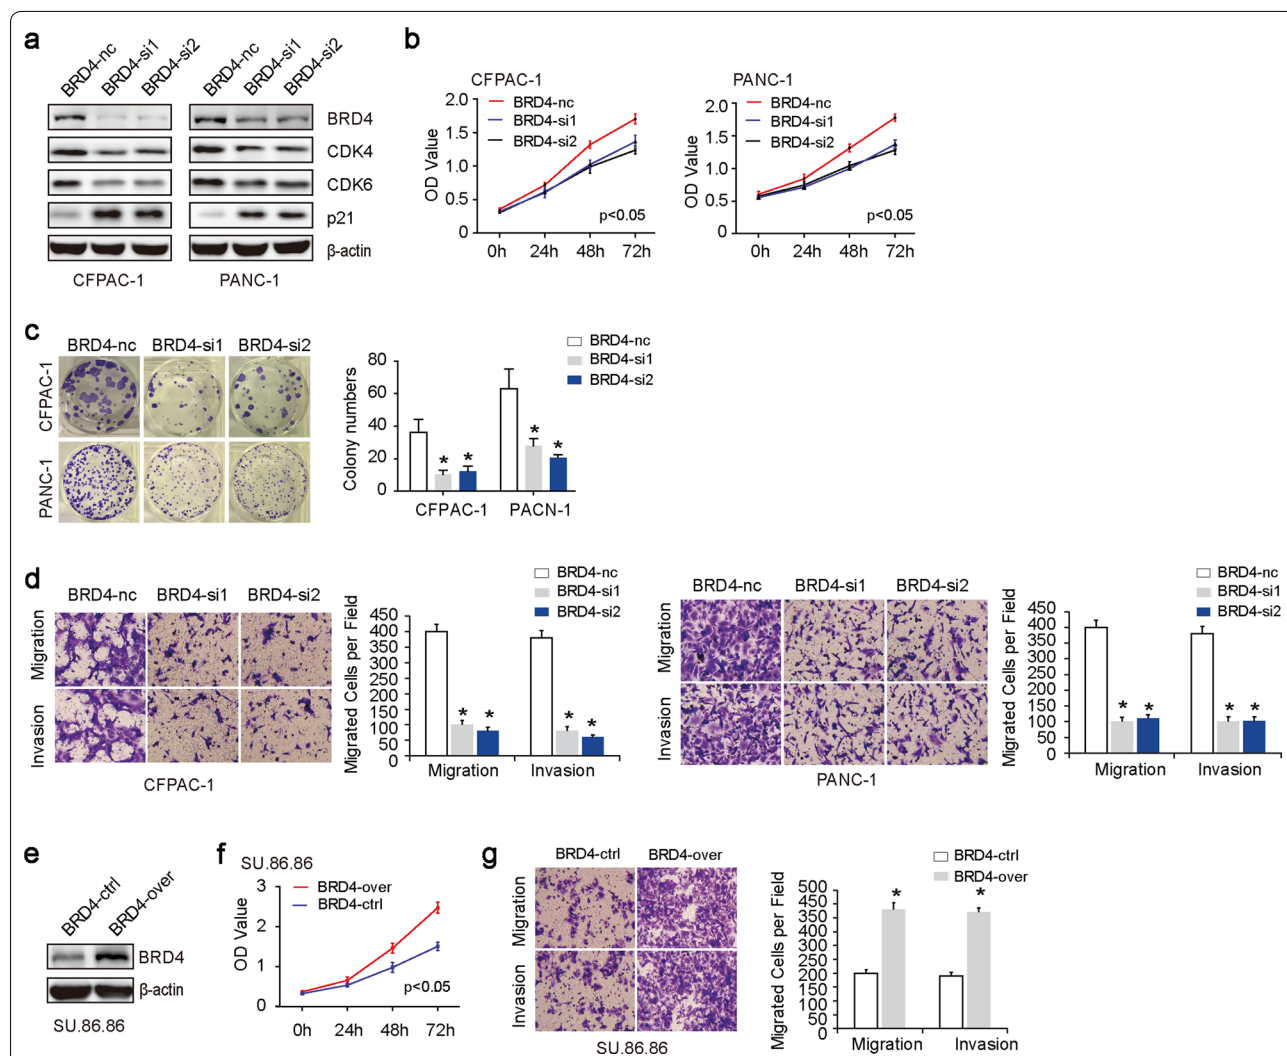 a
BRD4-nc
BRD4-si1
BRD4-si2
BRD4-nc
BRD4-si1
BRD4-si2
BRD4
CDK4
CDK6
p21
β-actin
CFPAC-1
PANC-1
b
CFPAC-1
BRD4-nc
BRD4-si1
BRD4-si2
OD Value
2.0
1.5
1.0
0.5
0
p<0.05
0h 24h 48h 72h
PANC-1
BRD4-nc
BRD4-si1
BRD4-si2
OD Value
2.0
1.5
1.0
0.5
0
p<0.05
0h 24h 48h 72h
c
BRD4-nc BRD4-si1 BRD4-si2
CFPAC-1
PANC-1
BRD4-nc
BRD4-si1
BRD4-si2
Colony numbers
80
60
40
20
0
* * * *
CFPAC-1 PACN-1
d
BRD4-nc BRD4-si1 BRD4-si2
Migration
Invasion
CFPAC-1
BRD4-nc
BRD4-si1
BRD4-si2
Migrated Cells per Field
450
400
350
300
250
200
150
100
50
0
* * * *
Migration Invasion
BRD4-nc BRD4-si1 BRD4-si2
Migration
Invasion
PANC-1
BRD4-nc
BRD4-si1
BRD4-si2
Migrated Cells per Field
450
400
350
300
250
200
150
100
50
0
* * * *
Migration Invasion
e
BRD4-ctrl
BRD4-over
BRD4
β-actin
SU.86.86
f
SU.86.86
BRD4-over
BRD4-ctrl
OD Value
3
2
1
0
p<0.05
0h 24h 48h 72h
g
BRD4-ctrl BRD4-over
Migration
Invasion
SU.86.86
BRD4-ctrl
BRD4-over
Migrated Cells per Field
500
450
400
350
300
250
200
150
100
50
0
* *
Migration Invasion